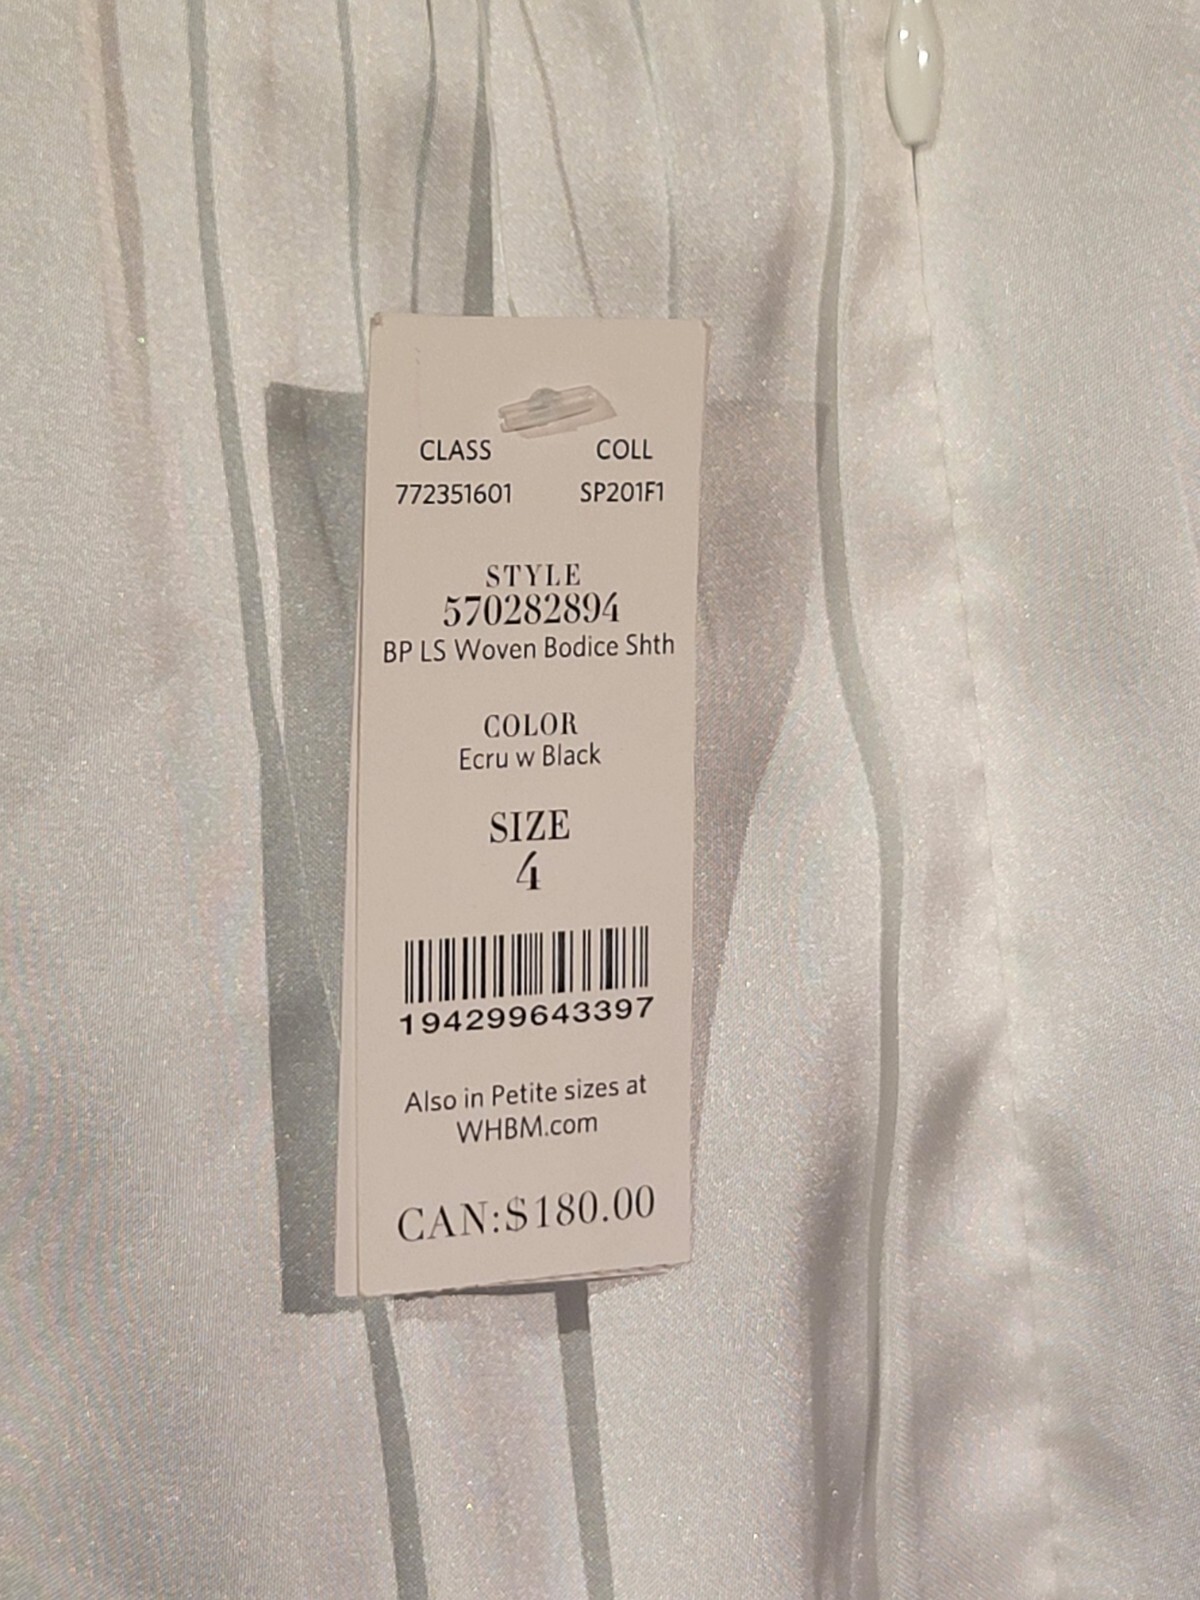 CLASS COLL
772351601 SP201F1
STYLE
570282894
BP LS Woven Bodice Shth
COLOR
Ecru w Black
SIZE
4
194299643397
Also in Petite sizes at
WHBM.com
CAN:$180.00